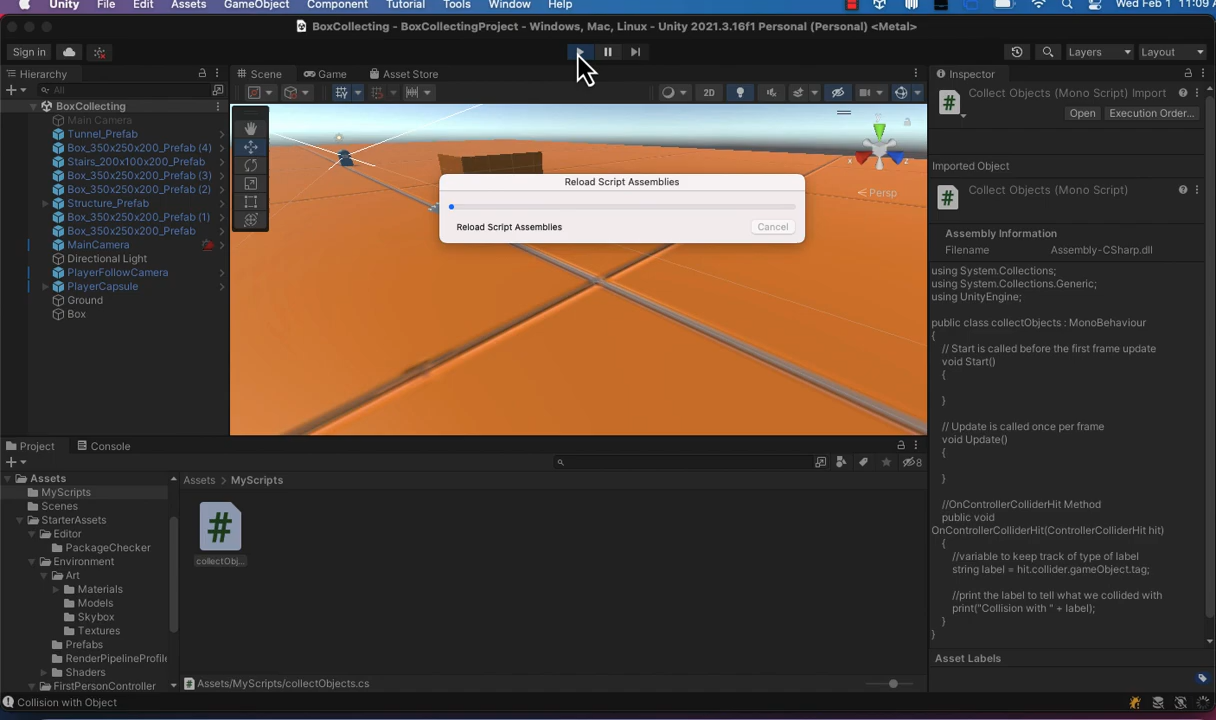 Unity File Edit Assets GameObject Component Tutorial Tools Window Help Wed Feb 1 11:09
BoxCollecting - BoxCollectingProject - Windows, Mac, Linux - Unity 2021.3.16f1 Personal (Personal) <Metal>
Sign in Layers Layout
Hierarchy Scene Game Asset Store Inspector
All 2D Collect Objects (Mono Script) Import
BoxCollecting
Open Execution Order...
Main Camera
Tunnel_Prefab
Box_350x250x200_Prefab (4)
Stairs_200x100x200_Prefab
Box_350x250x200_Prefab (3)
Box_350x250x200_Prefab (2)
Structure_Prefab
Box_350x250x200_Prefab (1)
Box_350x250x200_Prefab
MainCamera
Directional Light
PlayerFollowCamera
PlayerCapsule
Ground
Box
x z
Persp
Reload Script Assemblies
Reload Script Assemblies Cancel
Imported Object
Collect Objects (Mono Script)
Assembly Information
Filename Assembly-CSharp.dll
using System.Collections;
using System.Collections.Generic;
using UnityEngine;
public class collectObjects : MonoBehaviour
{
// Start is called before the first frame update
void Start()
{
}
// Update is called once per frame
void Update()
{
}
//OnControllerColliderHit Method
public void
OnControllerColliderHit(ControllerColliderHit hit)
{
//variable to keep track of type of label
string label = hit.collider.gameObject.tag;
//print the label to tell what we collided with
print("Collision with " + label);
}
}
Asset Labels
Project Console
8
Assets
MyScripts
Scenes
StarterAssets
Editor
PackageChecker
Environment
Art
Materials
Models
Skybox
Textures
Prefabs
RenderPipelineProfile
Shaders
FirstPersonController
Assets > MyScripts
#
collectObj...
Assets/MyScripts/collectObjects.cs
Collision with Object